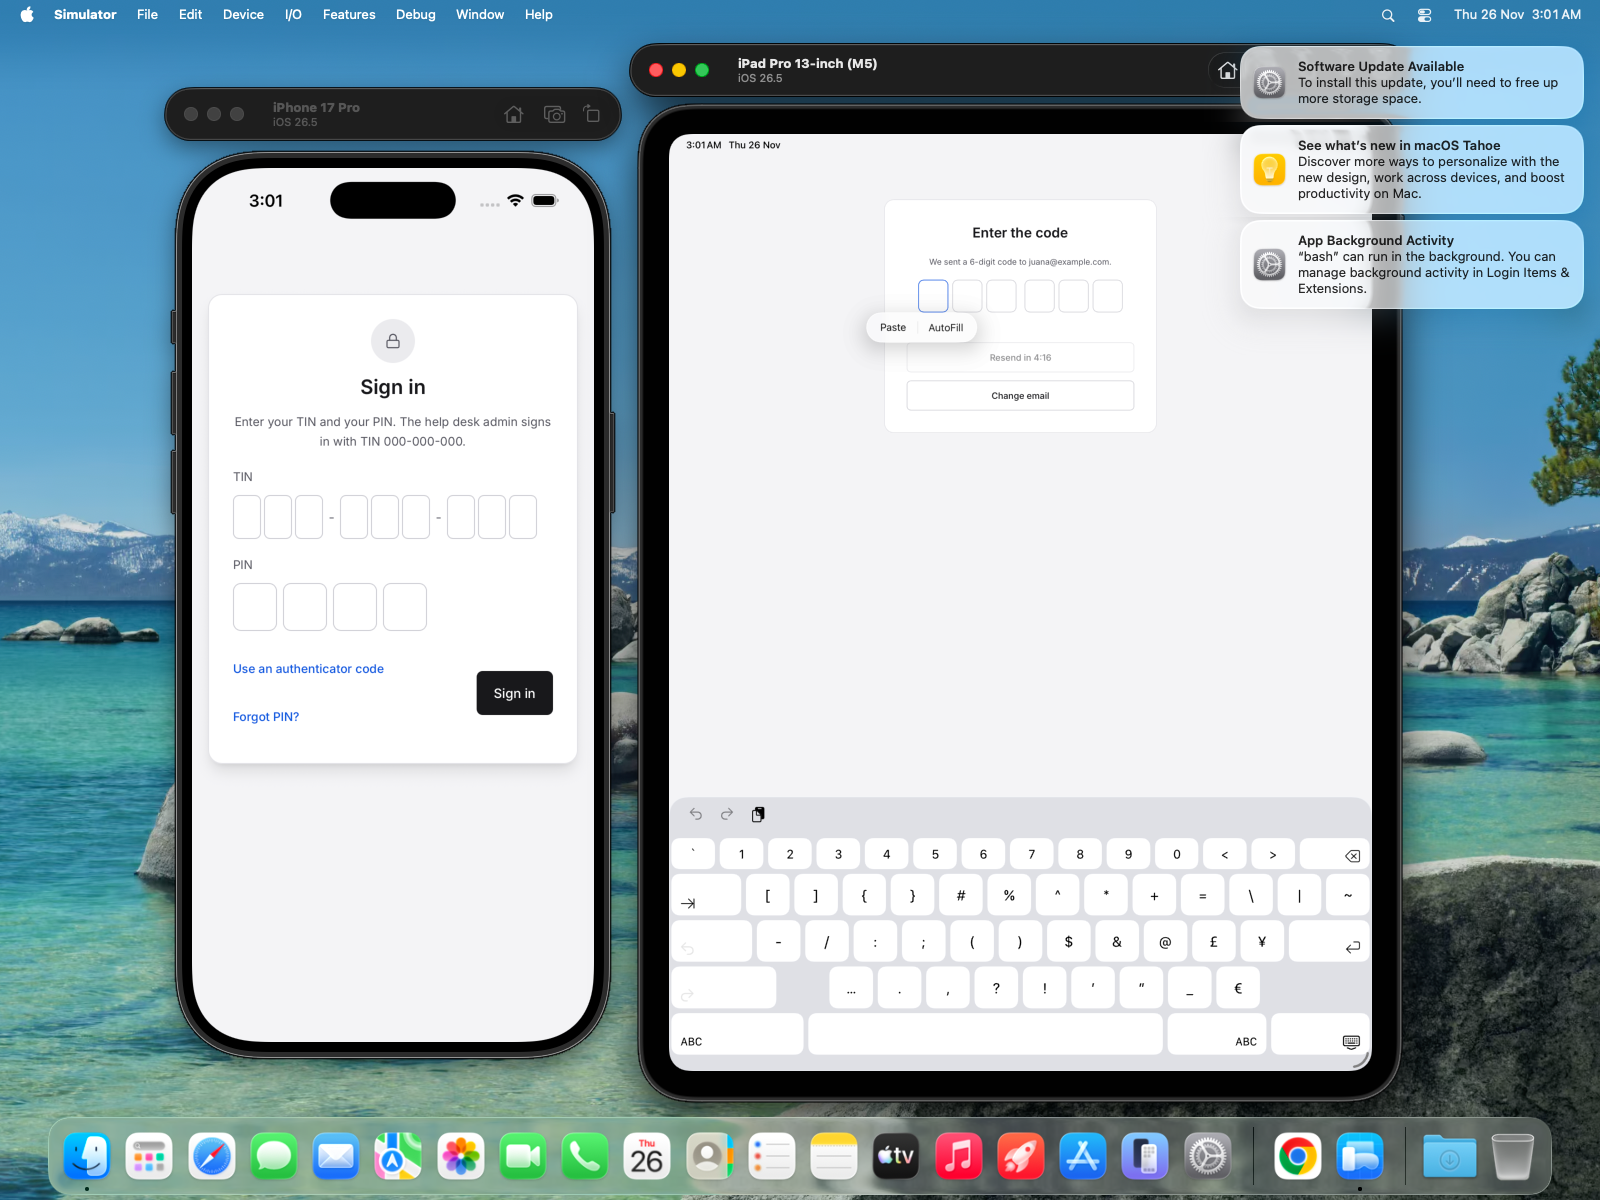 Simulator File Edit Device I/O Features Debug Window Help
Thu 26 Nov 3:01 AM
iPhone 17 Pro
iOS 26.5
3:01
Sign in
Enter your TIN and your PIN. The help desk admin signs
in with TIN 000-000-000.
TIN
- -
PIN
Use an authenticator code
Sign in
Forgot PIN?
iPad Pro 13-inch (M5)
iOS 26.5
3:01 AM Thu 26 Nov
Enter the code
We sent a 6-digit code to juana@example.com.
Paste AutoFill
Resend in 4:16
Change email
` 1 2 3 4 5 6 7 8 9 0 < >
[ ] { } # % ^ * + = \ | ~
- / : ; ( ) $ & @ £ ¥
... . , ? ! ' " _ €
ABC ABC
Software Update Available
To install this update, you'll need to free up
more storage space.
See what's new in macOS Tahoe
Discover more ways to personalize with the
new design, work across devices, and boost
productivity on Mac.
App Background Activity
“bash” can run in the background. You can
manage background activity in Login Items &
Extensions.
Thu
26
tv